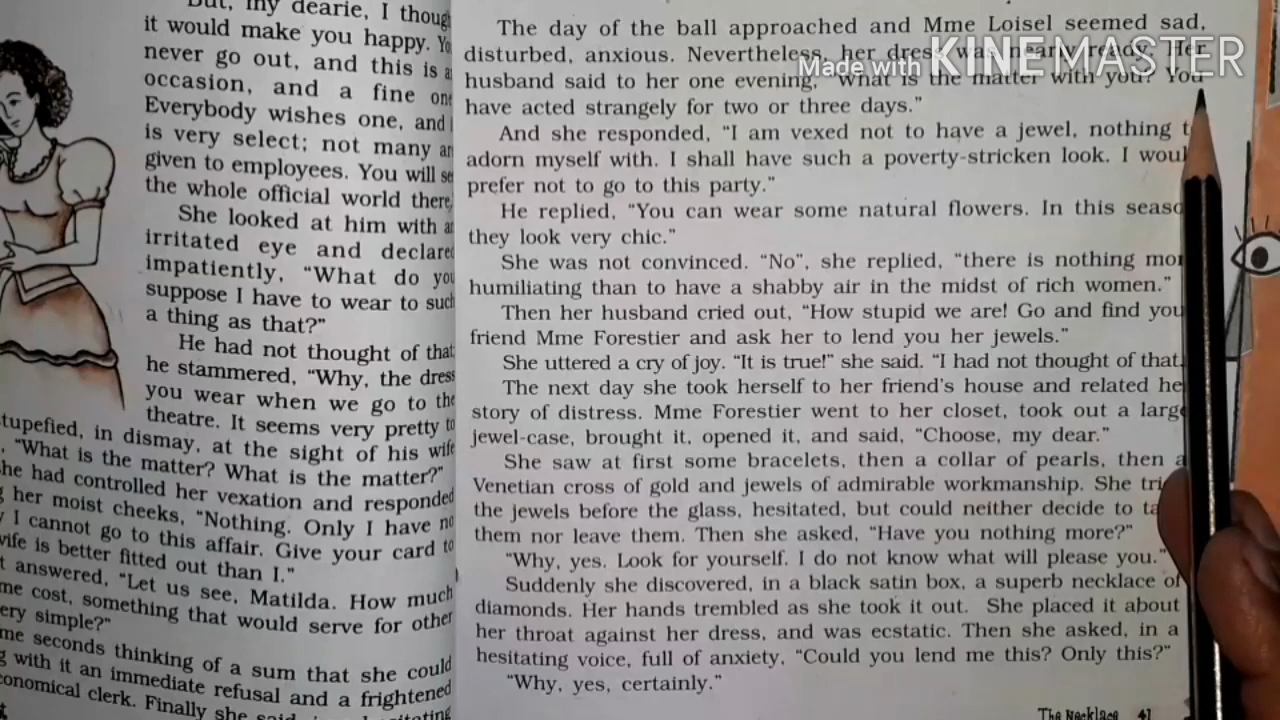 But, my dearie, I thoug
it would make you happy. Yo
never go out, and this is a
occasion, and a fine one
Everybody wishes one, and
is very select; not many ar
given to employees. You will se
the whole official world there
She looked at him with a
irritated eye and declared
impatiently, "What do you
suppose I have to wear to such
a thing as that?"
He had not thought of that;
he stammered, "Why, the dress
you wear when we go to the
theatre. It seems very pretty to
tupefied, in dismay, at the sight of his wife
"What is the matter? What is the matter?"
he had controlled her vexation and responded
g her moist cheeks, "Nothing. Only I have no
I cannot go to this affair. Give your card to
wife is better fitted out than I."
t answered, "Let us see, Matilda. How much
me cost, something that would serve for other
ery simple?"
me seconds thinking of a sum that she could
g with it an immediate refusal and a frightened
onomical clerk. Finally she said
The day of the ball approached and Mme Loisel seemed sad,
disturbed, anxious. Nevertheless, her dress was nearly ready. Her
Made with KINEMASTER
husband said to her one evening, "What is the matter with you? You
have acted strangely for two or three days."
And she responded, "I am vexed not to have a jewel, nothing t
adorn myself with. I shall have such a poverty-stricken look. I woul
prefer not to go to this party."
He replied, "You can wear some natural flowers. In this seaso
they look very chic."
She was not convinced. "No", she replied, "there is nothing mor
humiliating than to have a shabby air in the midst of rich women."
Then her husband cried out, "How stupid we are! Go and find you
friend Mme Forestier and ask her to lend you her jewels."
She uttered a cry of joy. "It is true!" she said. "I had not thought of that.
The next day she took herself to her friend's house and related he
story of distress. Mme Forestier went to her closet, took out a large
jewel-case, brought it, opened it, and said, "Choose, my dear."
She saw at first some bracelets, then a collar of pearls, then a
Venetian cross of gold and jewels of admirable workmanship. She tri
the jewels before the glass, hesitated, but could neither decide to ta
them nor leave them. Then she asked, "Have you nothing more?"
"Why, yes. Look for yourself. I do not know what will please you."
Suddenly she discovered, in a black satin box, a superb necklace of
diamonds. Her hands trembled as she took it out. She placed it about
her throat against her dress, and was ecstatic. Then she asked, in a
hesitating voice, full of anxiety, "Could you lend me this? Only this?"
"Why, yes, certainly."
The Necklace 41